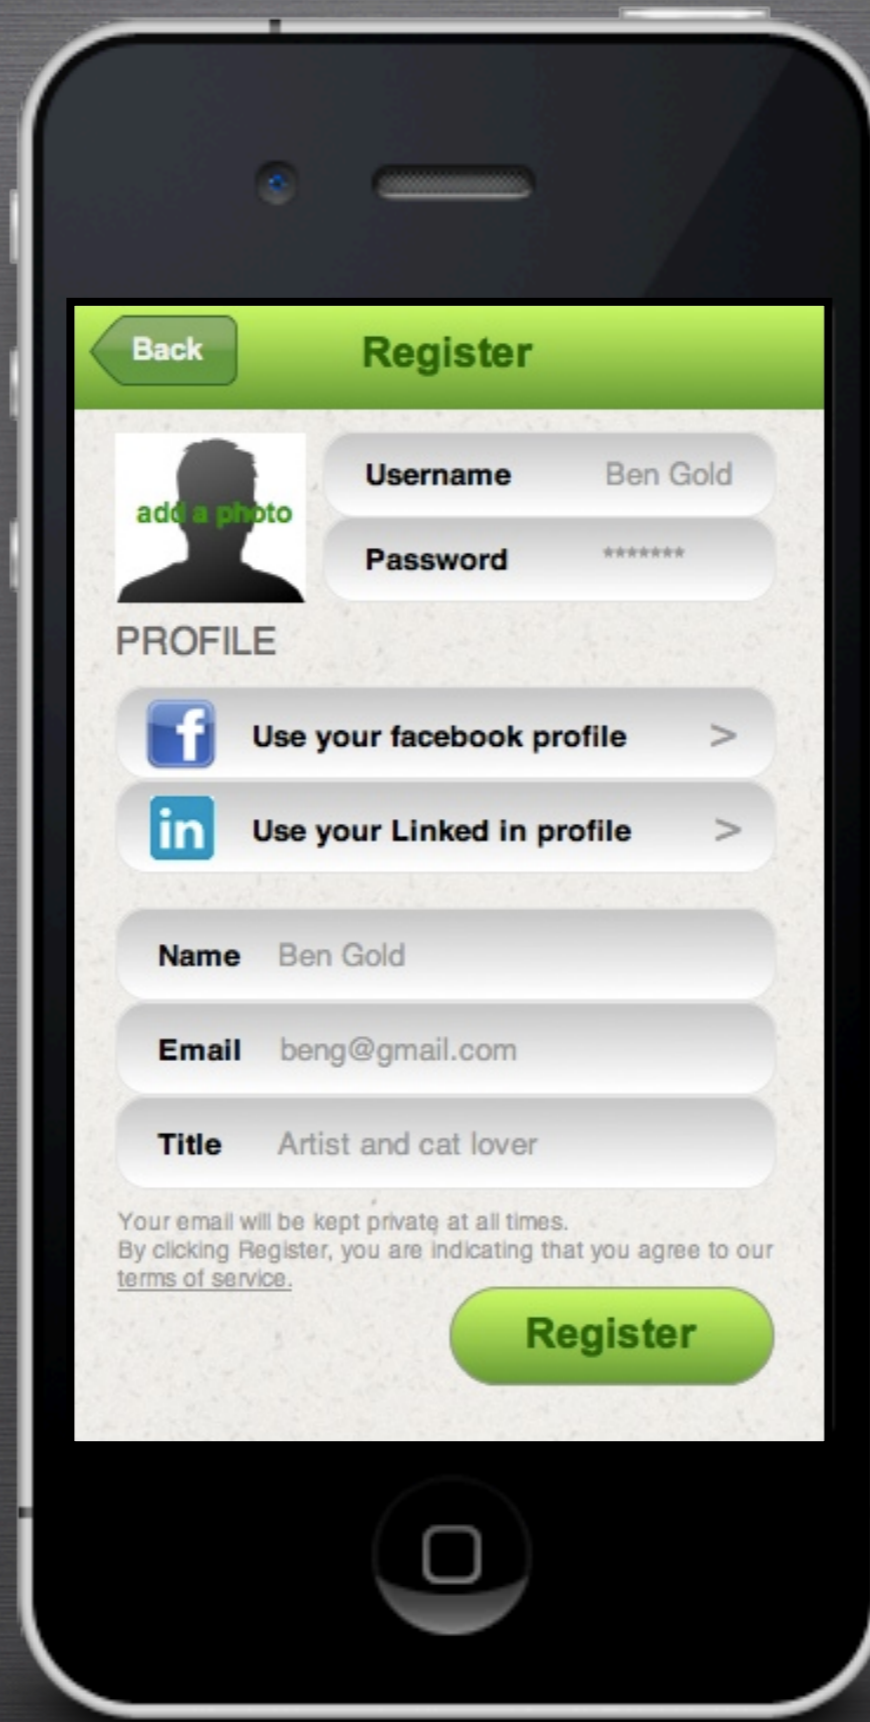 Back Register
add a photo
Username Ben Gold
Password *******
PROFILE
f Use your facebook profile >
in Use your Linked in profile >
Name Ben Gold
Email beng@gmail.com
Title Artist and cat lover
Your email will be kept private at all times.
By clicking Register, you are indicating that you agree to our
terms of service.
Register